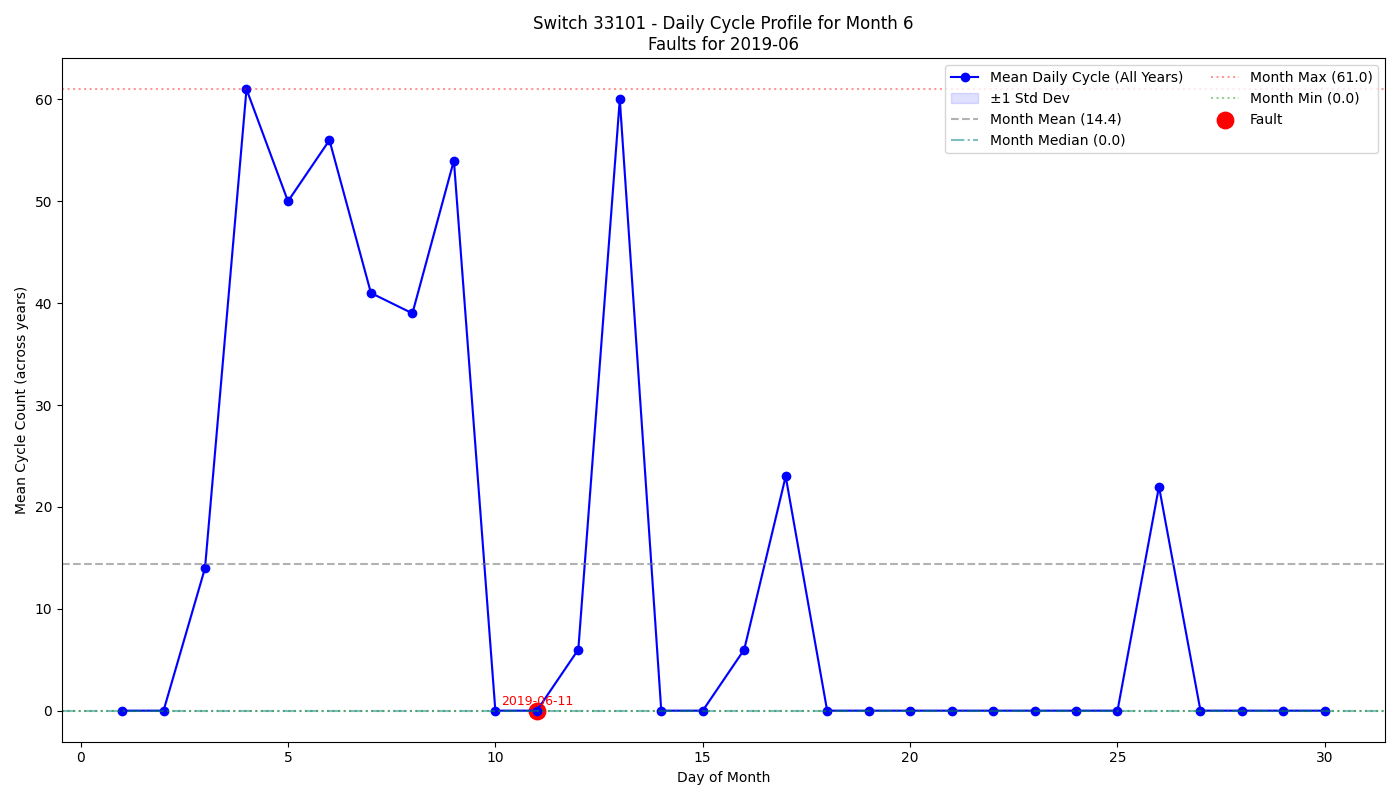 Switch 33101 - Daily Cycle Profile for Month 6
Faults for 2019-06
Mean Daily Cycle (All Years)
±1 Std Dev
Month Mean (14.4)
Month Median (0.0)
Month Max (61.0)
Month Min (0.0)
Fault
Mean Cycle Count (across years)
60
50
40
30
20
10
0
2019-06-11
0 5 10 15 20 25 30
Day of Month